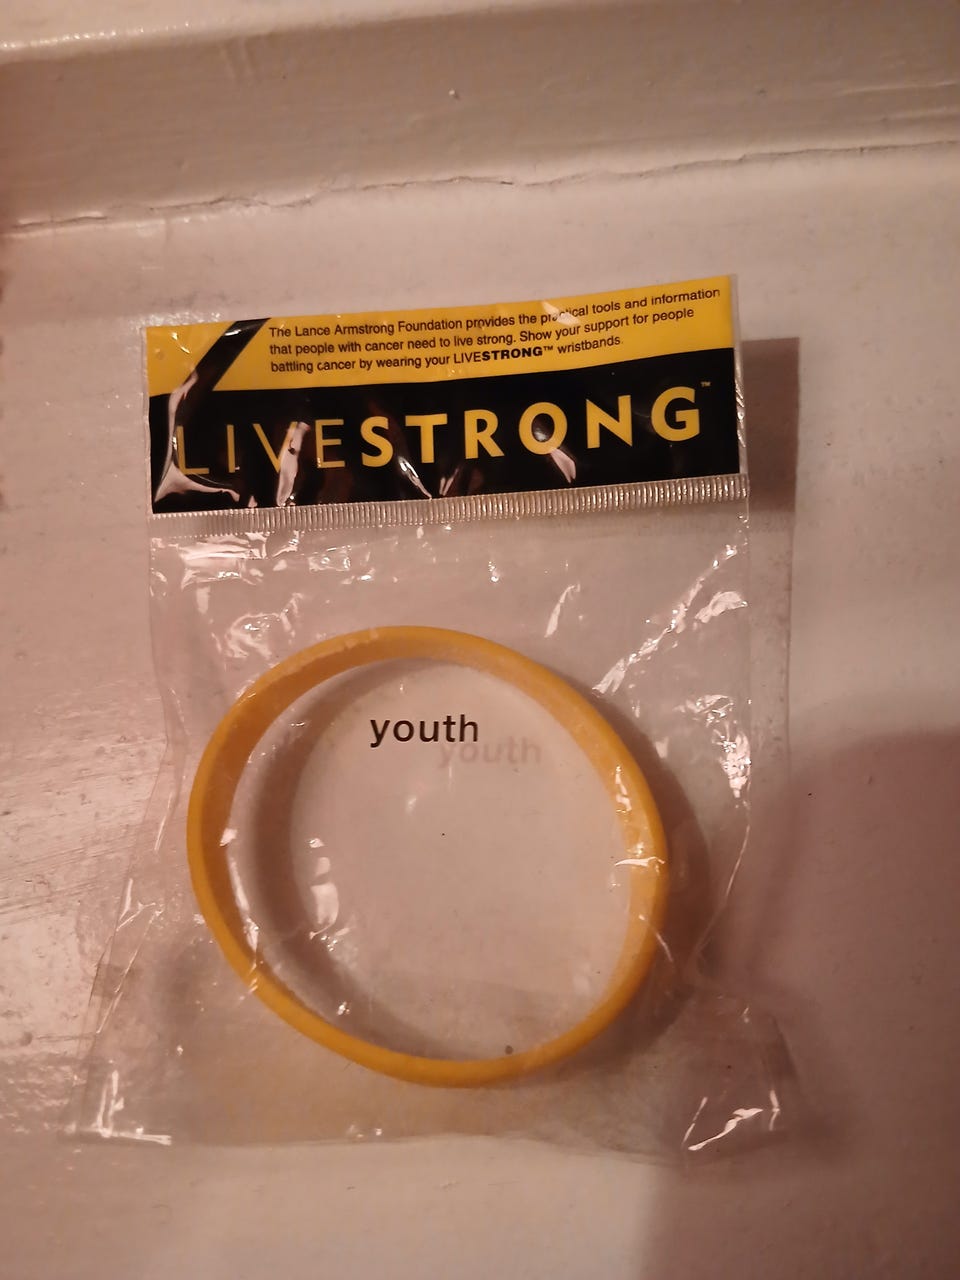 The Lance Armstrong Foundation provides the practical tools and information
that people with cancer need to live strong. Show your support for people
battling cancer by wearing your LIVESTRONG™ wristbands.
LIVESTRONG™
youth